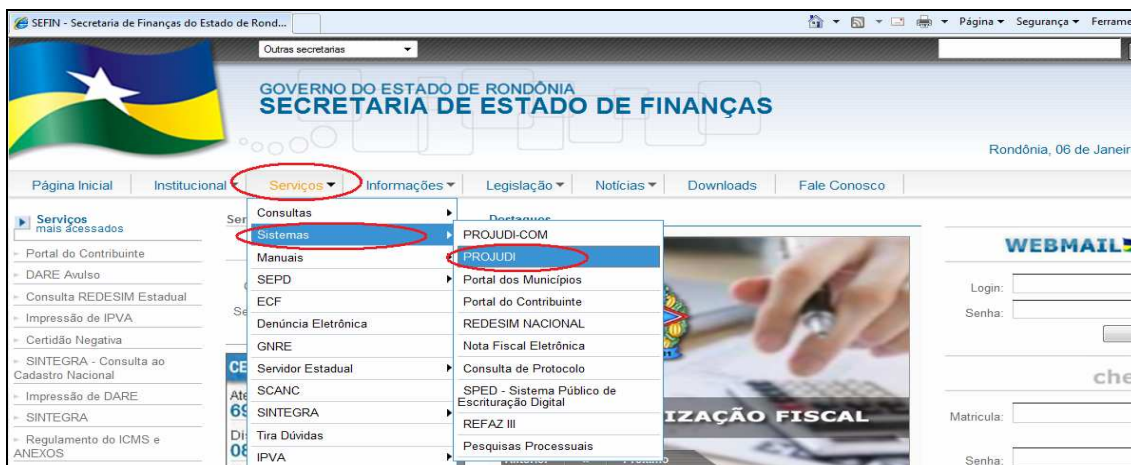 SEFIN - Secretaria de Finanças do Estado de Rond...
Página
Segurança
Outras secretarias
GOVERNO DO ESTADO DE RONDÔNIA
SECRETARIA DE ESTADO DE FINANÇAS
Rondônia, 06 de
Página Inicial
Institucional
Serviços
Informações
Legislação
Notícias
Downloads
Fale Conosco
Serviços
mais acessados
Portal do Contribuinte
DARE Avulso
Consulta REDESIM Estadual
Impressão de IPVA
Certidão Negativa
SINTEGRA - Consulta ao
Cadastro Nacional
Impressão de DARE
SINTEGRA
Regulamento do ICMS e
ANEXOS
Consultas
Sistemas
Manuais
SEPD
ECF
Denúncia Eletrônica
GNRE
Servidor Estadual
SCANC
SINTEGRA
Tira Dúvidas
IPVA
Destaques
PROJUDI-COM
PROJUDI
Portal dos Municípios
Portal do Contribuinte
REDESIM NACIONAL
Nota Fiscal Eletrônica
Consulta de Protocolo
SPED - Sistema Público de
Escrituração Digital
REFAZ III
Pesquisas Processuais
FISCAL
WEBMAIL
Login:
Senha:
Matricula:
Senha: